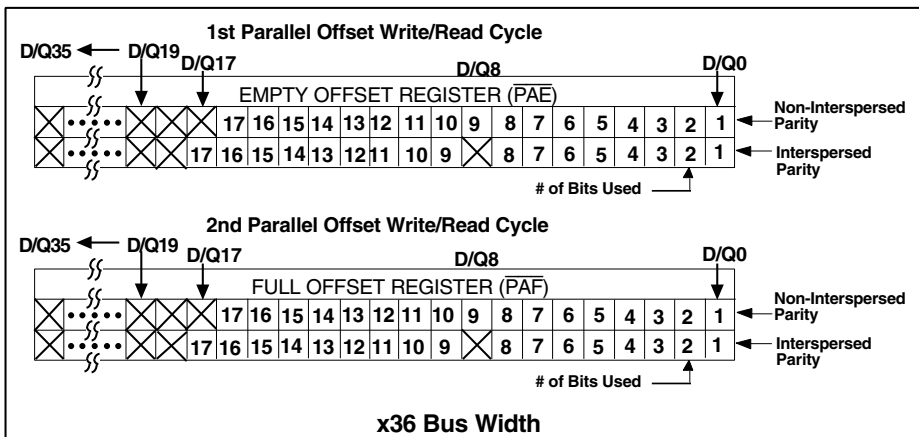 1st Parallel Offset Write/Read Cycle
D/Q35 D/Q19
D/Q17 D/Q8 D/Q0
EMPTY OFFSET REGISTER (PAE)
17 16 15 14 13 12 11 10 9 8 7 6 5 4 3 2 1 Non-Interspersed Parity
17 16 15 14 13 12 11 10 9 8 7 6 5 4 3 2 1 Interspersed Parity
# of Bits Used
2nd Parallel Offset Write/Read Cycle
D/Q35 D/Q19
D/Q17 D/Q8 D/Q0
FULL OFFSET REGISTER (PAF)
17 16 15 14 13 12 11 10 9 8 7 6 5 4 3 2 1 Non-Interspersed Parity
17 16 15 14 13 12 11 10 9 8 7 6 5 4 3 2 1 Interspersed Parity
# of Bits Used
x36 Bus Width